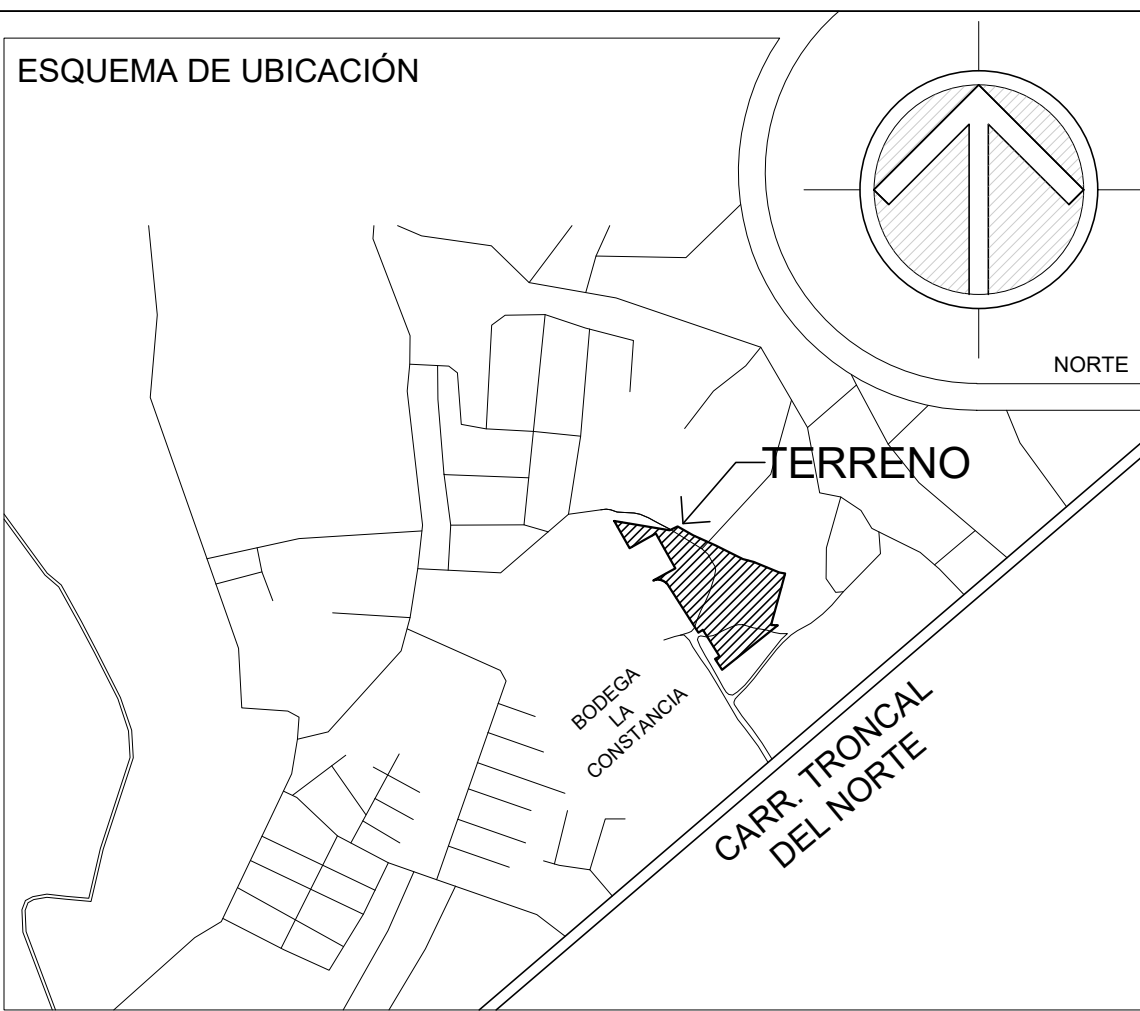 ESQUEMA DE UBICACIÓN
NORTE
TERRENO
BODEGA
LA
CONSTANCIA
CARR. TRONCAL
DEL NORTE